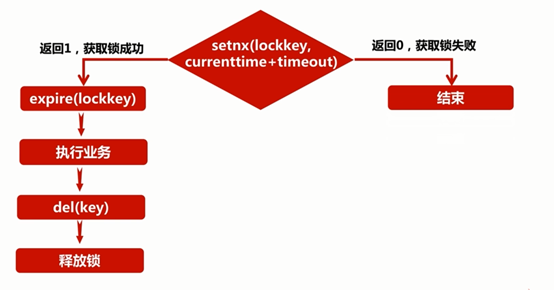 返回1，获取锁成功
setnx(lockkey,
currenttime+timeout)
返回0，获取锁失败
expire(lockkey)
结束
执行业务
del(key)
释放锁